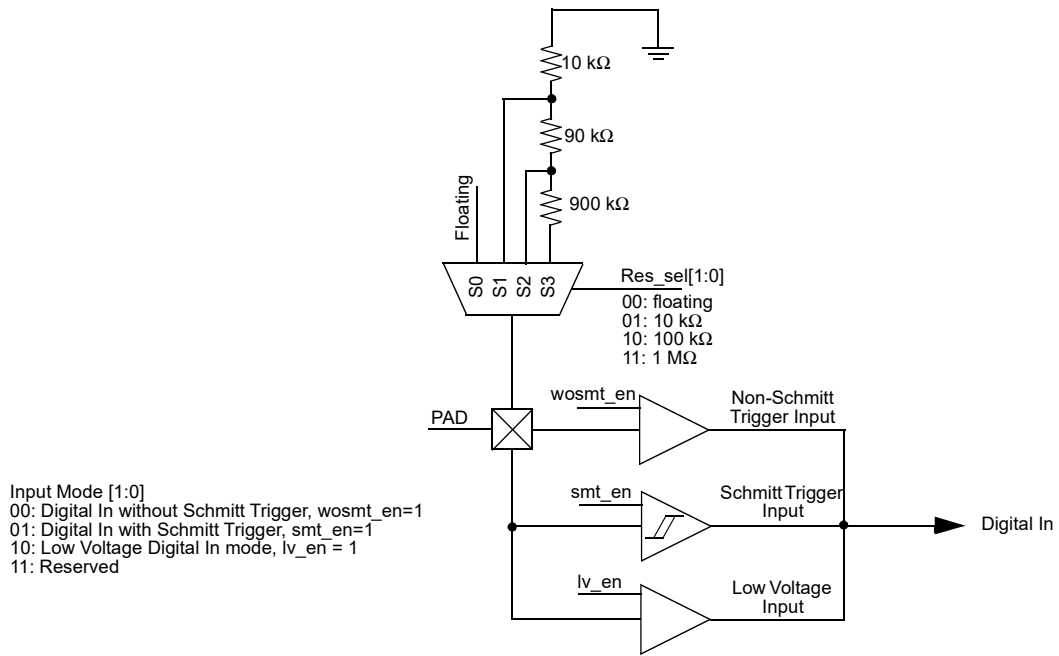 10 kΩ
90 kΩ
900 kΩ
Floating
S0
S1
S2
S3
Res_sel[1:0]
00: floating
01: 10 kΩ
10: 100 kΩ
11: 1 MΩ
PAD
wosmt_en
Non-Schmitt
Trigger Input
Input Mode [1:0]
00: Digital In without Schmitt Trigger, wosmt_en=1
01: Digital In with Schmitt Trigger, smt_en=1
10: Low Voltage Digital In mode, lv_en = 1
11: Reserved
smt_en
Schmitt Trigger
Input
Digital In
lv_en
Low Voltage
Input